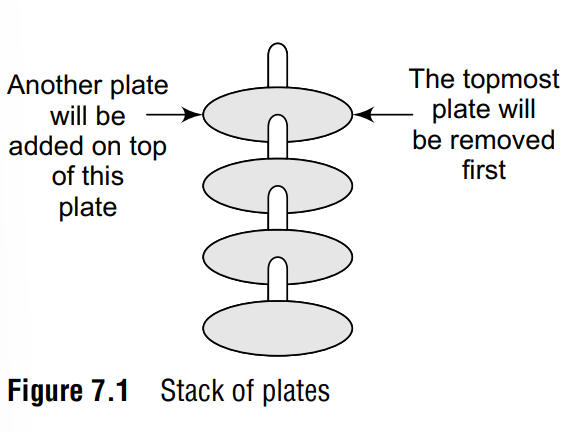 Another plate
will be
added on top
of this
plate
The topmost
plate will
be removed
first
Figure 7.1 Stack of plates